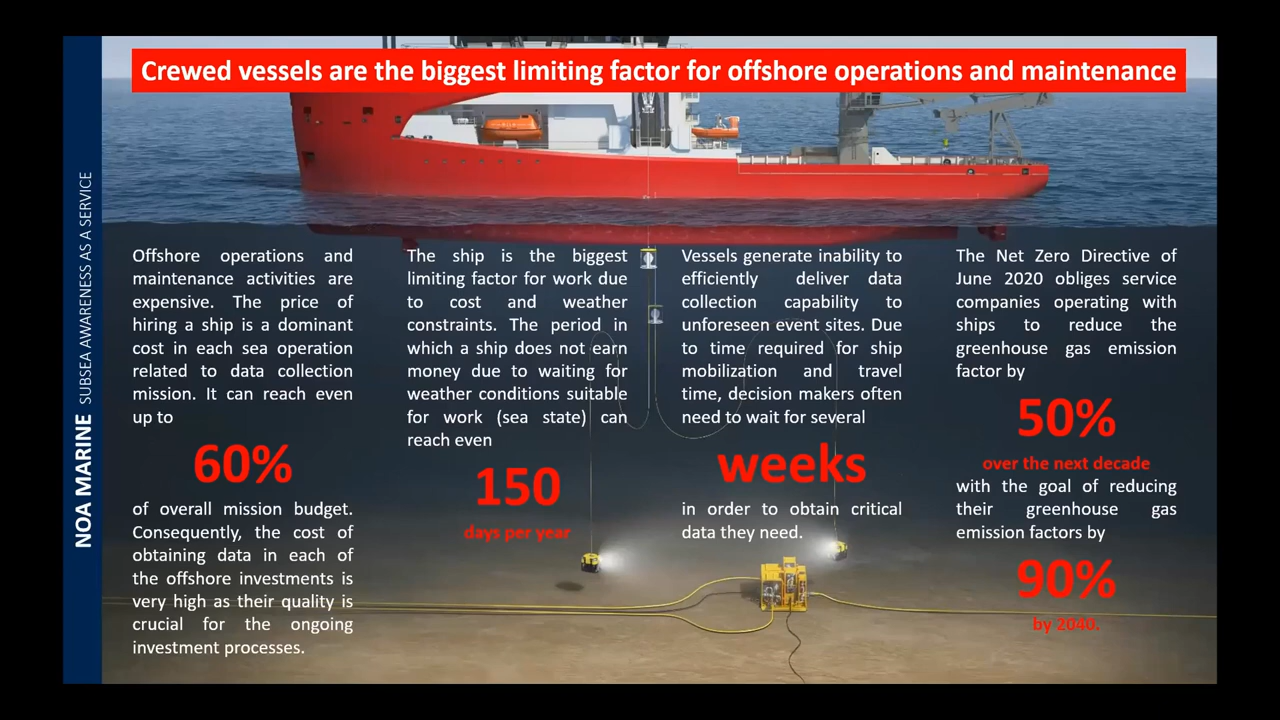 Crewed vessels are the biggest limiting factor for offshore operations and maintenance
NOA MARINE SUBSEA AWARENESS AS A SERVICE
Offshore operations and
maintenance activities are
expensive. The price of
hiring a ship is a dominant
cost in each sea operation
related to data collection
mission. It can reach even
up to
60%
of overall mission budget.
Consequently, the cost of
obtaining data in each of
the offshore investments is
very high as their quality is
crucial for the ongoing
investment processes.
The ship is the biggest
limiting factor for work due
to cost and weather
constraints. The period in
which a ship does not earn
money due to waiting for
weather conditions suitable
for work (sea state) can
reach even
150
days per year
Vessels generate inability to
efficiently deliver data
collection capability to
unforeseen event sites. Due
to time required for ship
mobilization and travel
time, decision makers often
need to wait for several
weeks
in order to obtain critical
data they need.
The Net Zero Directive of
June 2020 obliges service
companies operating with
ships to reduce the
greenhouse gas emission
factor by
50%
over the next decade
with the goal of reducing
their greenhouse gas
emission factors by
90%
by 2040.